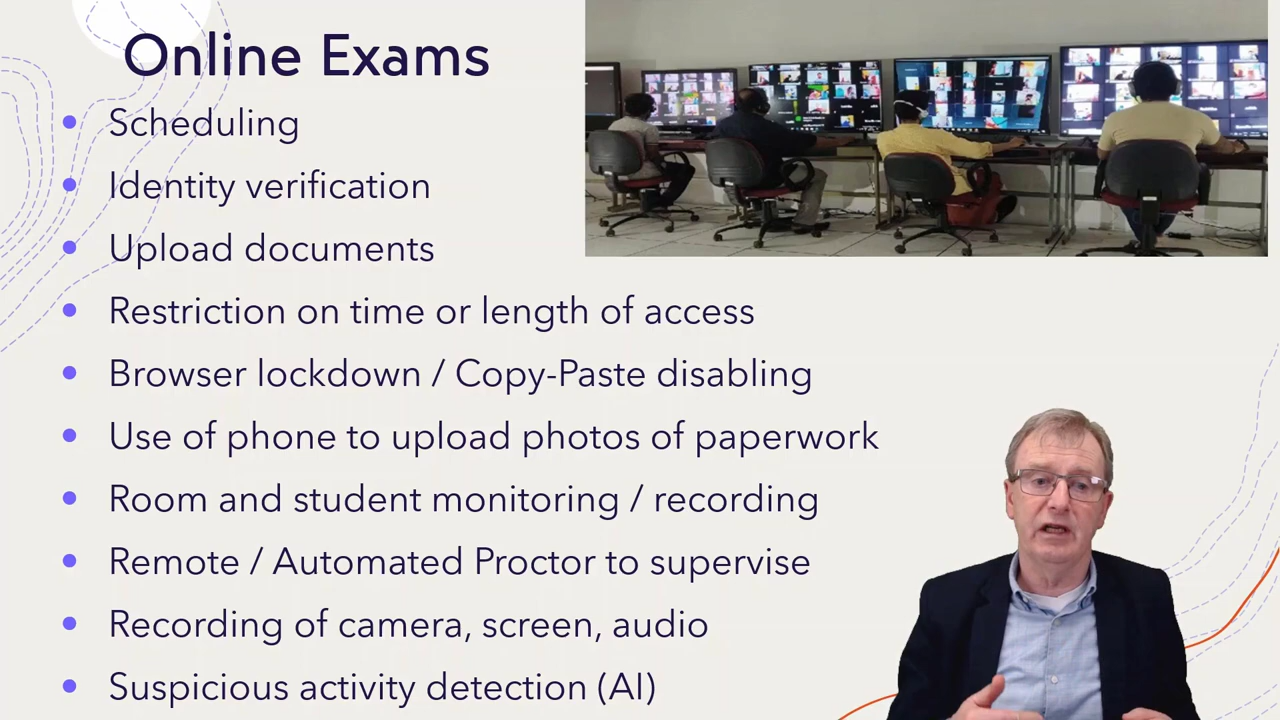 Online Exams
Scheduling
Identity verification
Upload documents
Restriction on time or length of access
Browser lockdown / Copy-Paste disabling
Use of phone to upload photos of paperwork
Room and student monitoring / recording
Remote / Automated Proctor to supervise
Recording of camera, screen, audio
Suspicious activity detection (AI)